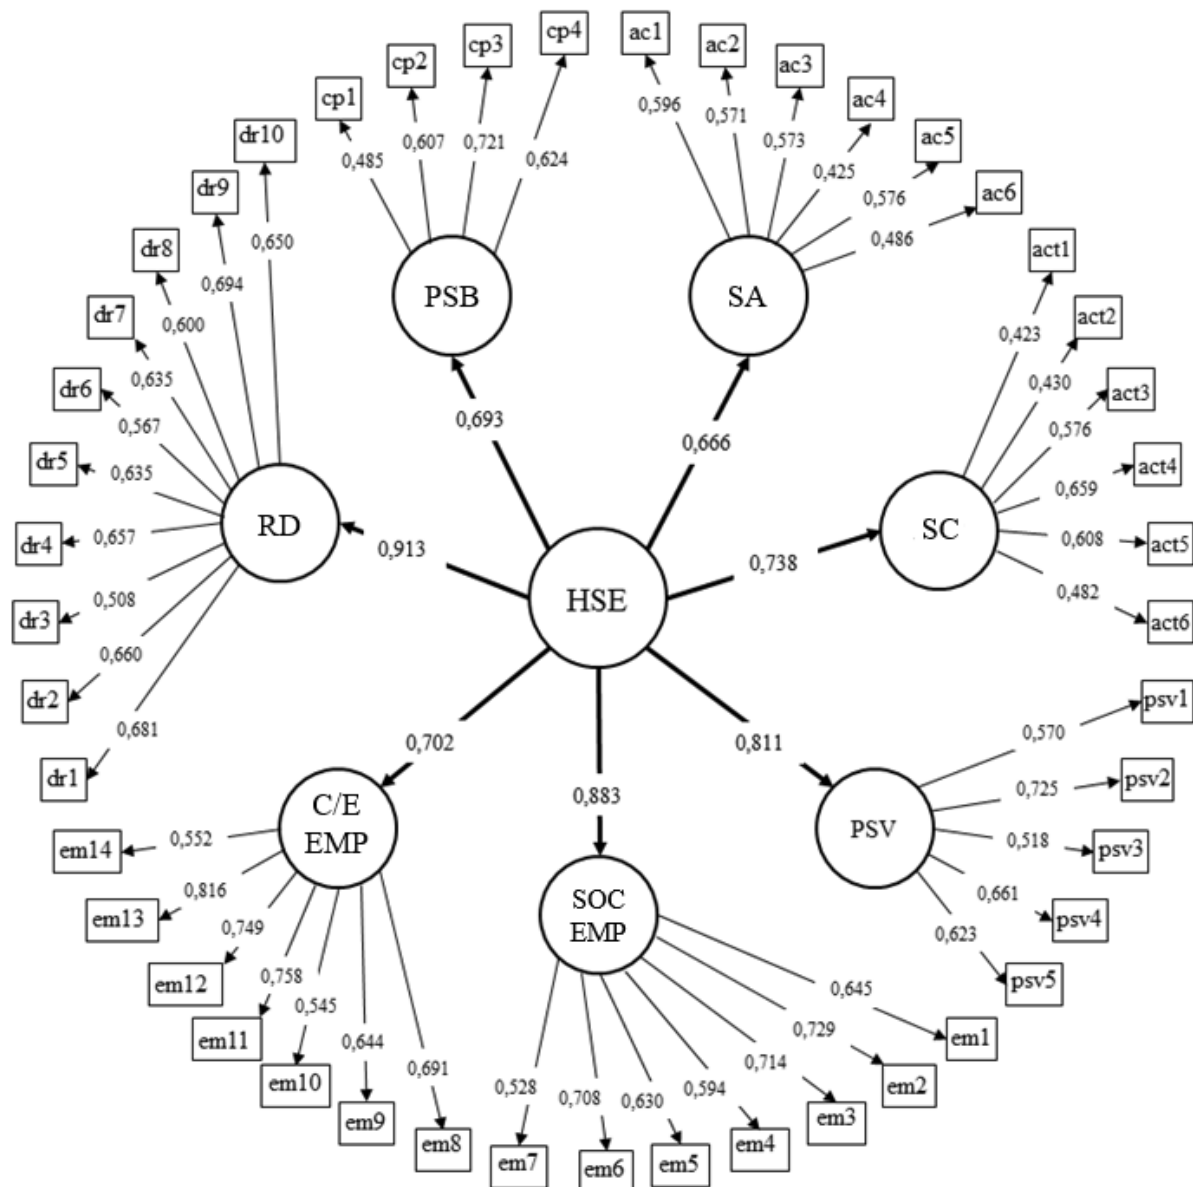 cp4
cp3
cp2
cp1
ac1
ac2
ac3
ac4
ac5
ac6
0,485
0,607
0,721
0,624
0,596
0,571
0,573
0,425
0,576
0,486
PSB
SA
dr10
dr9
dr8
dr7
dr6
dr5
dr4
dr3
dr2
dr1
0,650
0,694
0,600
0,635
0,567
0,635
0,657
0,508
0,660
0,681
RD
act1
act2
act3
act4
act5
act6
0,423
0,430
0,576
0,659
0,608
0,482
SC
0,693
0,666
0,913
0,738
HSE
0,702
0,883
0,811
C/E
EMP
SOC
EMP
PSV
psv1
psv2
psv3
psv4
psv5
0,570
0,725
0,518
0,661
0,623
em14
em13
em12
em11
em10
em9
em8
0,552
0,816
0,749
0,758
0,545
0,644
0,691
em7
em6
em5
em4
em3
em2
em1
0,528
0,708
0,630
0,594
0,714
0,729
0,645